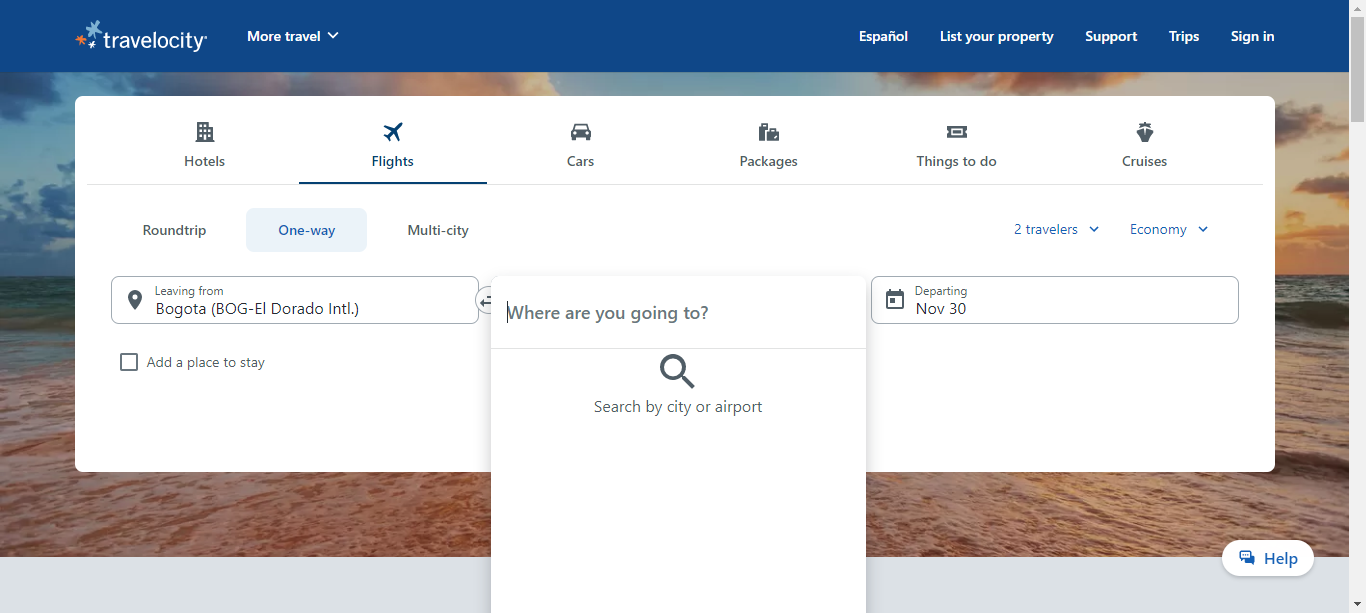 travelocity
More travel
Español
List your property
Support
Trips
Sign in
Hotels
Flights
Cars
Packages
Things to do
Cruises
Roundtrip
One-way
Multi-city
2 travelers
Economy
Leaving from
Bogota (BOG-El Dorado Intl.)
Where are you going to?
Departing
Nov 30
Add a place to stay
Search by city or airport
Help